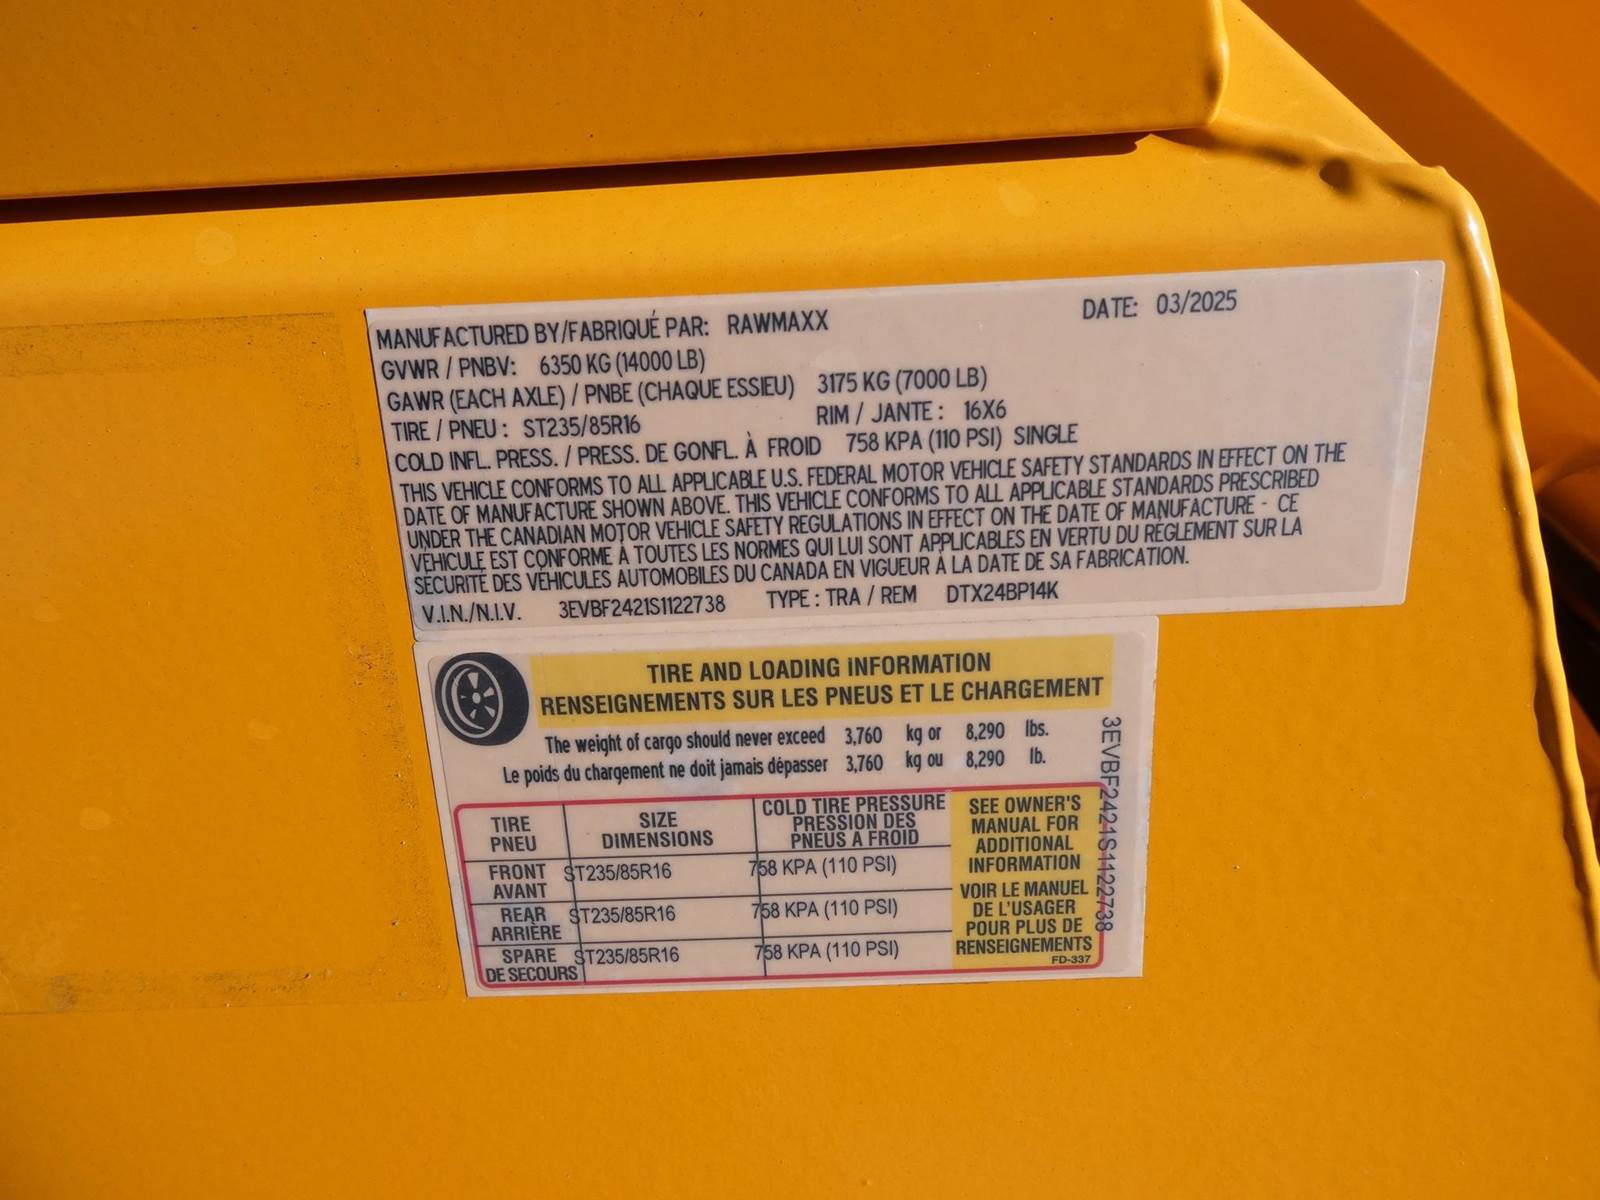 MANUFACTURED BY/FABRIQUÉ PAR: RAWMAXX DATE: 03/2025
GVWR / PNBV: 6350 KG (14000 LB)
GAWR (EACH AXLE) / PNBE (CHAQUE ESSIEU) 3175 KG (7000 LB)
TIRE / PNEU : ST235/85R16 RIM / JANTE : 16X6
COLD INFL. PRESS. / PRESS. DE GONFL. À FROID 758 KPA (110 PSI) SINGLE
THIS VEHICLE CONFORMS TO ALL APPLICABLE U.S. FEDERAL MOTOR VEHICLE SAFETY STANDARDS IN EFFECT ON THE
DATE OF MANUFACTURE SHOWN ABOVE. THIS VEHICLE CONFORMS TO ALL APPLICABLE STANDARDS PRESCRIBED
UNDER THE CANADIAN MOTOR VEHICLE SAFETY REGULATIONS IN EFFECT ON THE DATE OF MANUFACTURE - CE
VÉHICULE EST CONFORME À TOUTES LES NORMES QUI LUI SONT APPLICABLES EN VERTU DU RÈGLEMENT SUR LA
SÉCURITÉ DES VÉHICULES AUTOMOBILES DU CANADA EN VIGUEUR À LA DATE DE SA FABRICATION.
V.I.N./N.I.V. 3EVBF2421S1122738 TYPE : TRA / REM DTX24BP14K
TIRE AND LOADING INFORMATION
RENSEIGNEMENTS SUR LES PNEUS ET LE CHARGEMENT
The weight of cargo should never exceed 3,760 kg or 8,290 lbs.
Le poids du chargement ne doit jamais dépasser 3,760 kg ou 8,290 lb.
TIRE
PNEU
SIZE
DIMENSIONS
COLD TIRE PRESSURE
PRESSION DES
PNEUS A FROID
FRONT
AVANT
ST235/85R16
758 KPA (110 PSI)
REAR
ARRIÈRE
ST235/85R16
758 KPA (110 PSI)
SPARE
DE SECOURS
ST235/85R16
758 KPA (110 PSI)
SEE OWNER'S
MANUAL FOR
ADDITIONAL
INFORMATION
VOIR LE MANUEL
DE L'USAGER
POUR PLUS DE
RENSEIGNEMENTS
FD-337
3EVBF2421S1122738